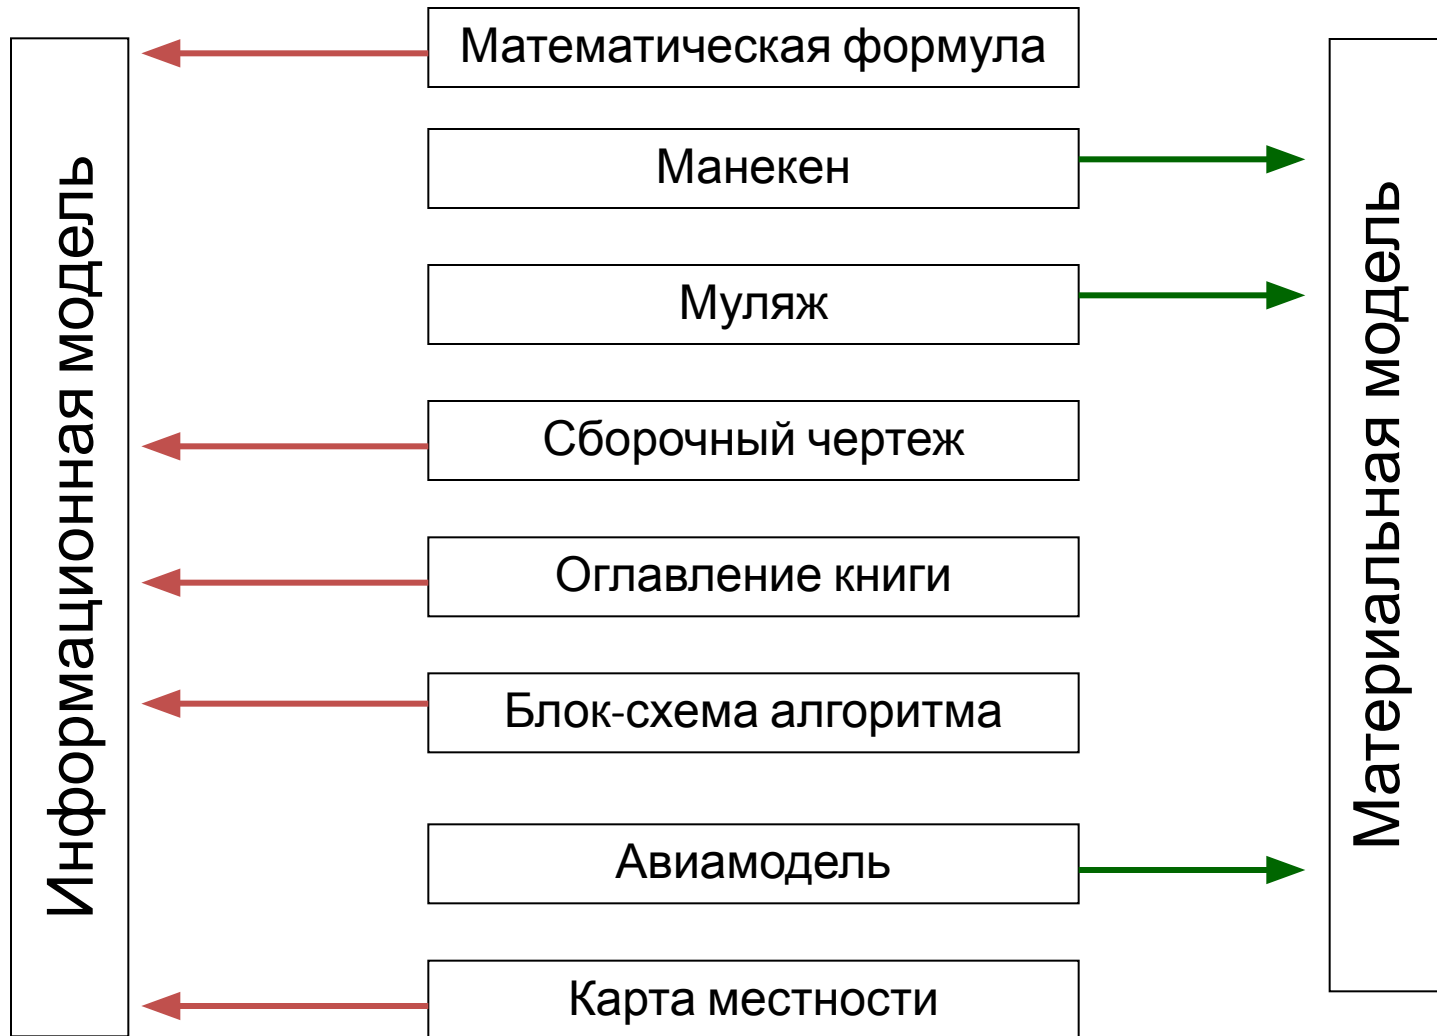 Информационная модель
Математическая формула
Манекен
Муляж
Сборочный чертеж
Оглавление книги
Блок-схема алгоритма
Авиамодель
Карта местности
Материальная модель